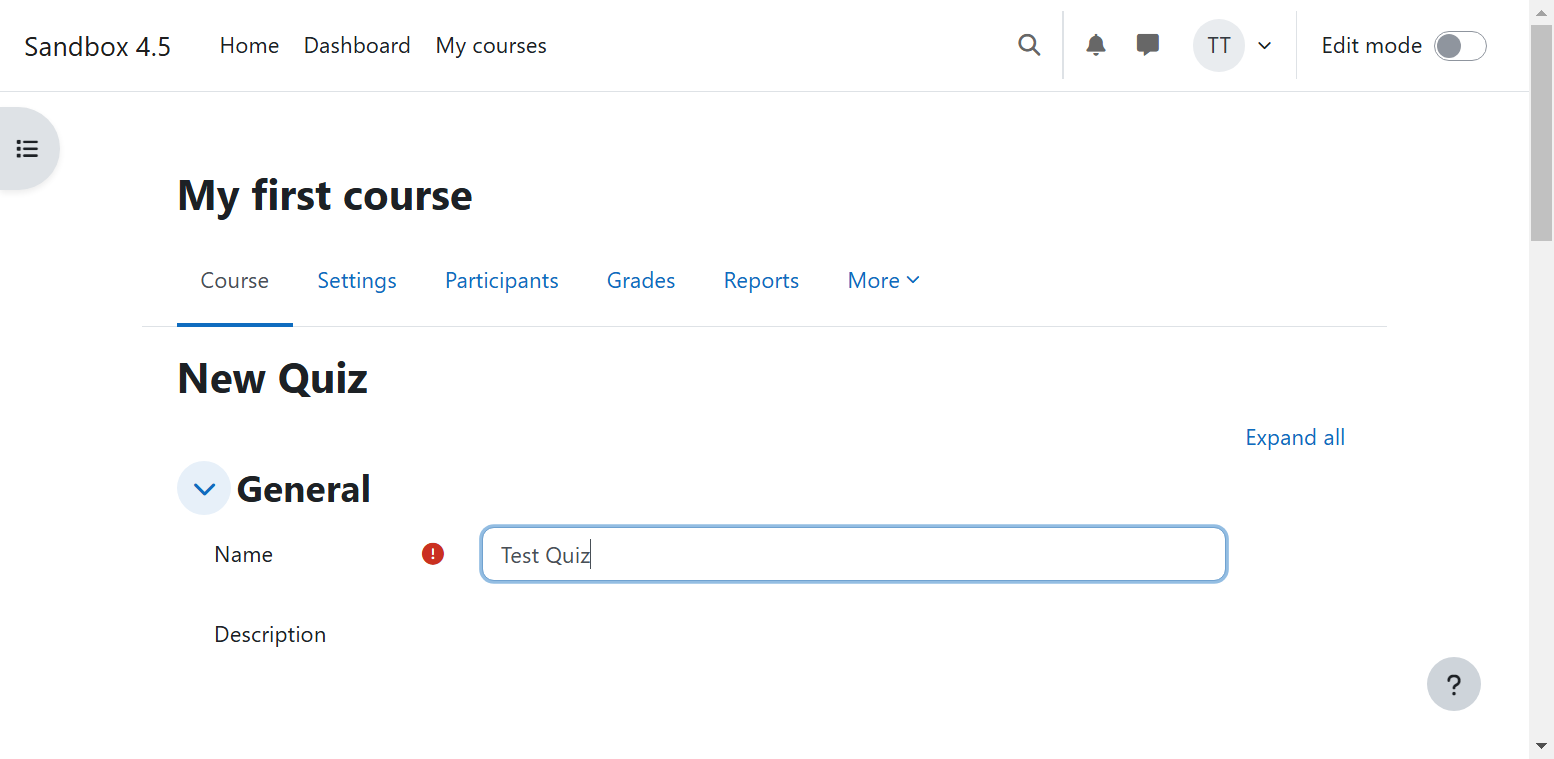 Sandbox 4.5 Home Dashboard My courses TT Edit mode
My first course
Course Settings Participants Grades Reports More
New Quiz
Expand all
General
Name Test Quiz
Description
?